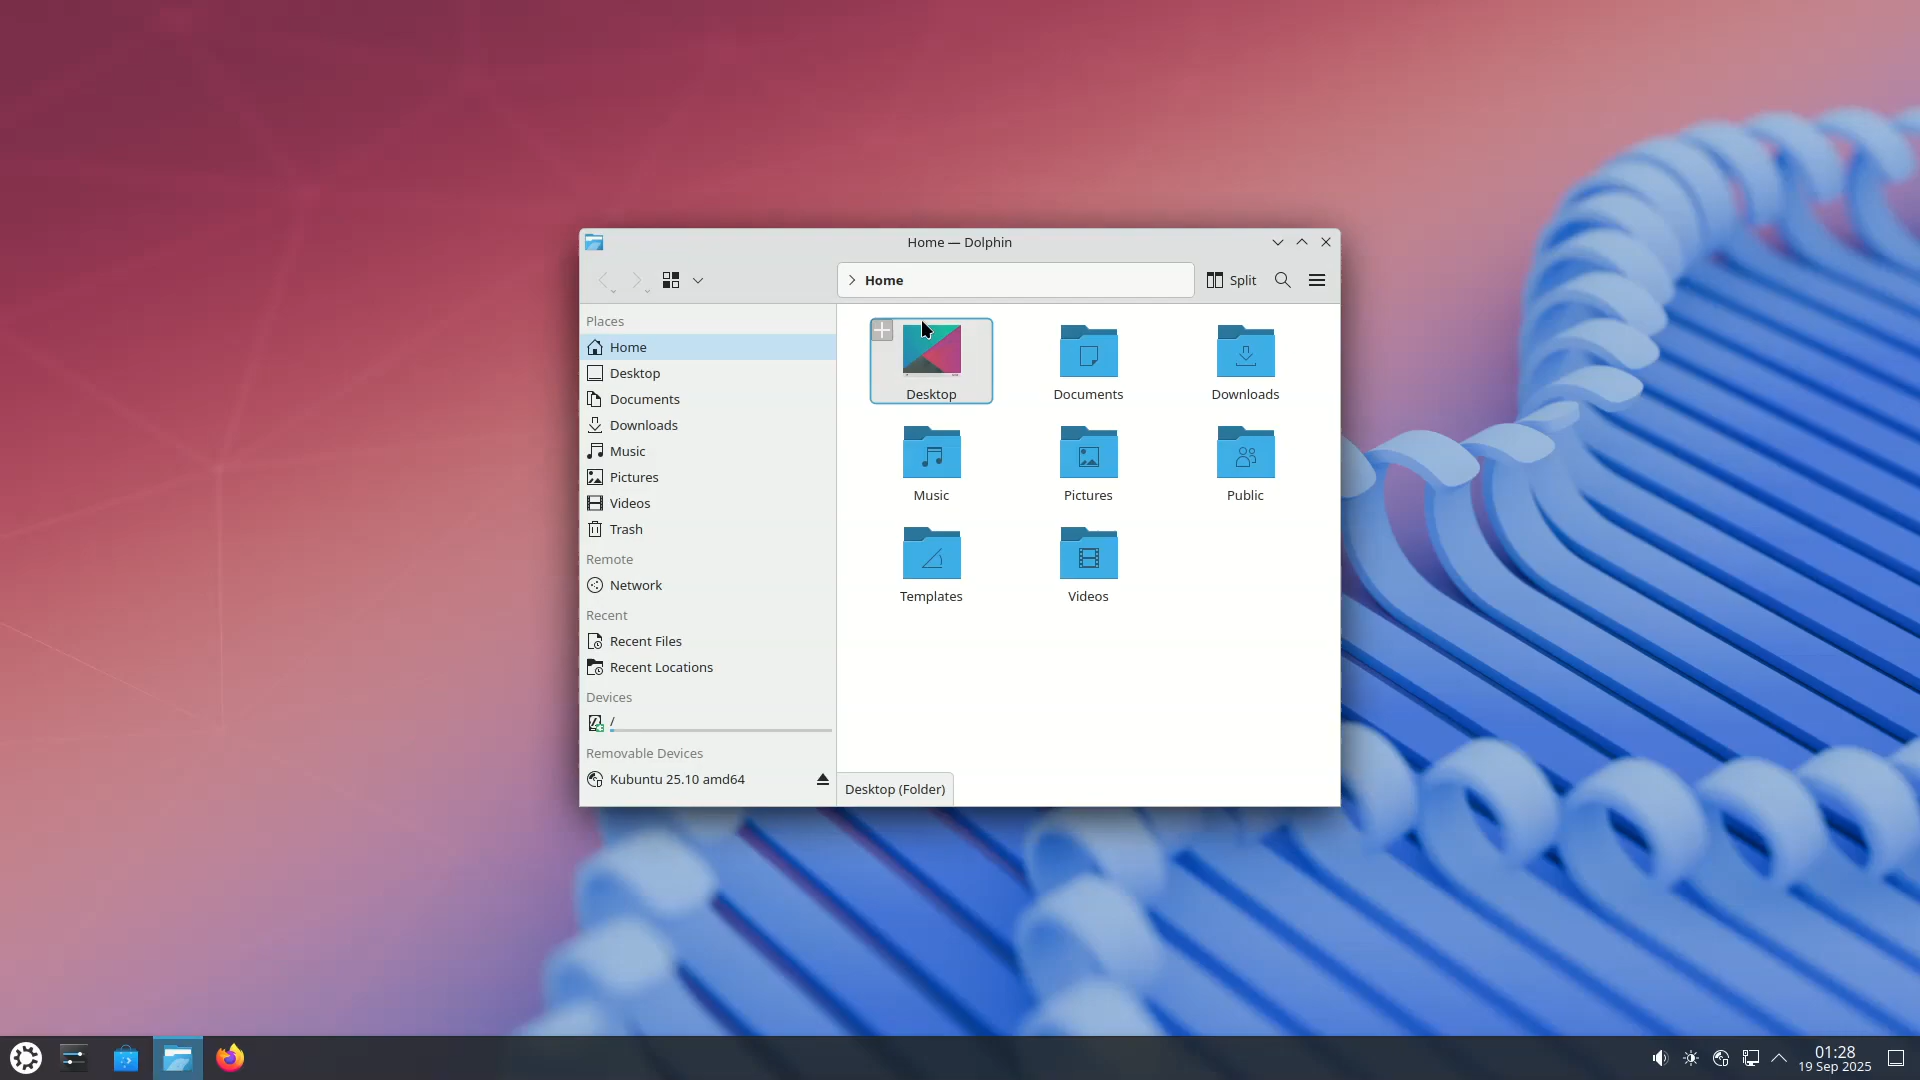 Home — Dolphin
Home
Split
Places
Home
Desktop
Documents
Downloads
Music
Pictures
Videos
Trash
Remote
Network
Recent
Recent Files
Recent Locations
Devices
/
Removable Devices
Kubuntu 25.10 amd64
Desktop
Documents
Downloads
Music
Pictures
Public
Templates
Videos
Desktop (Folder)
01:28
19 Sep 2025